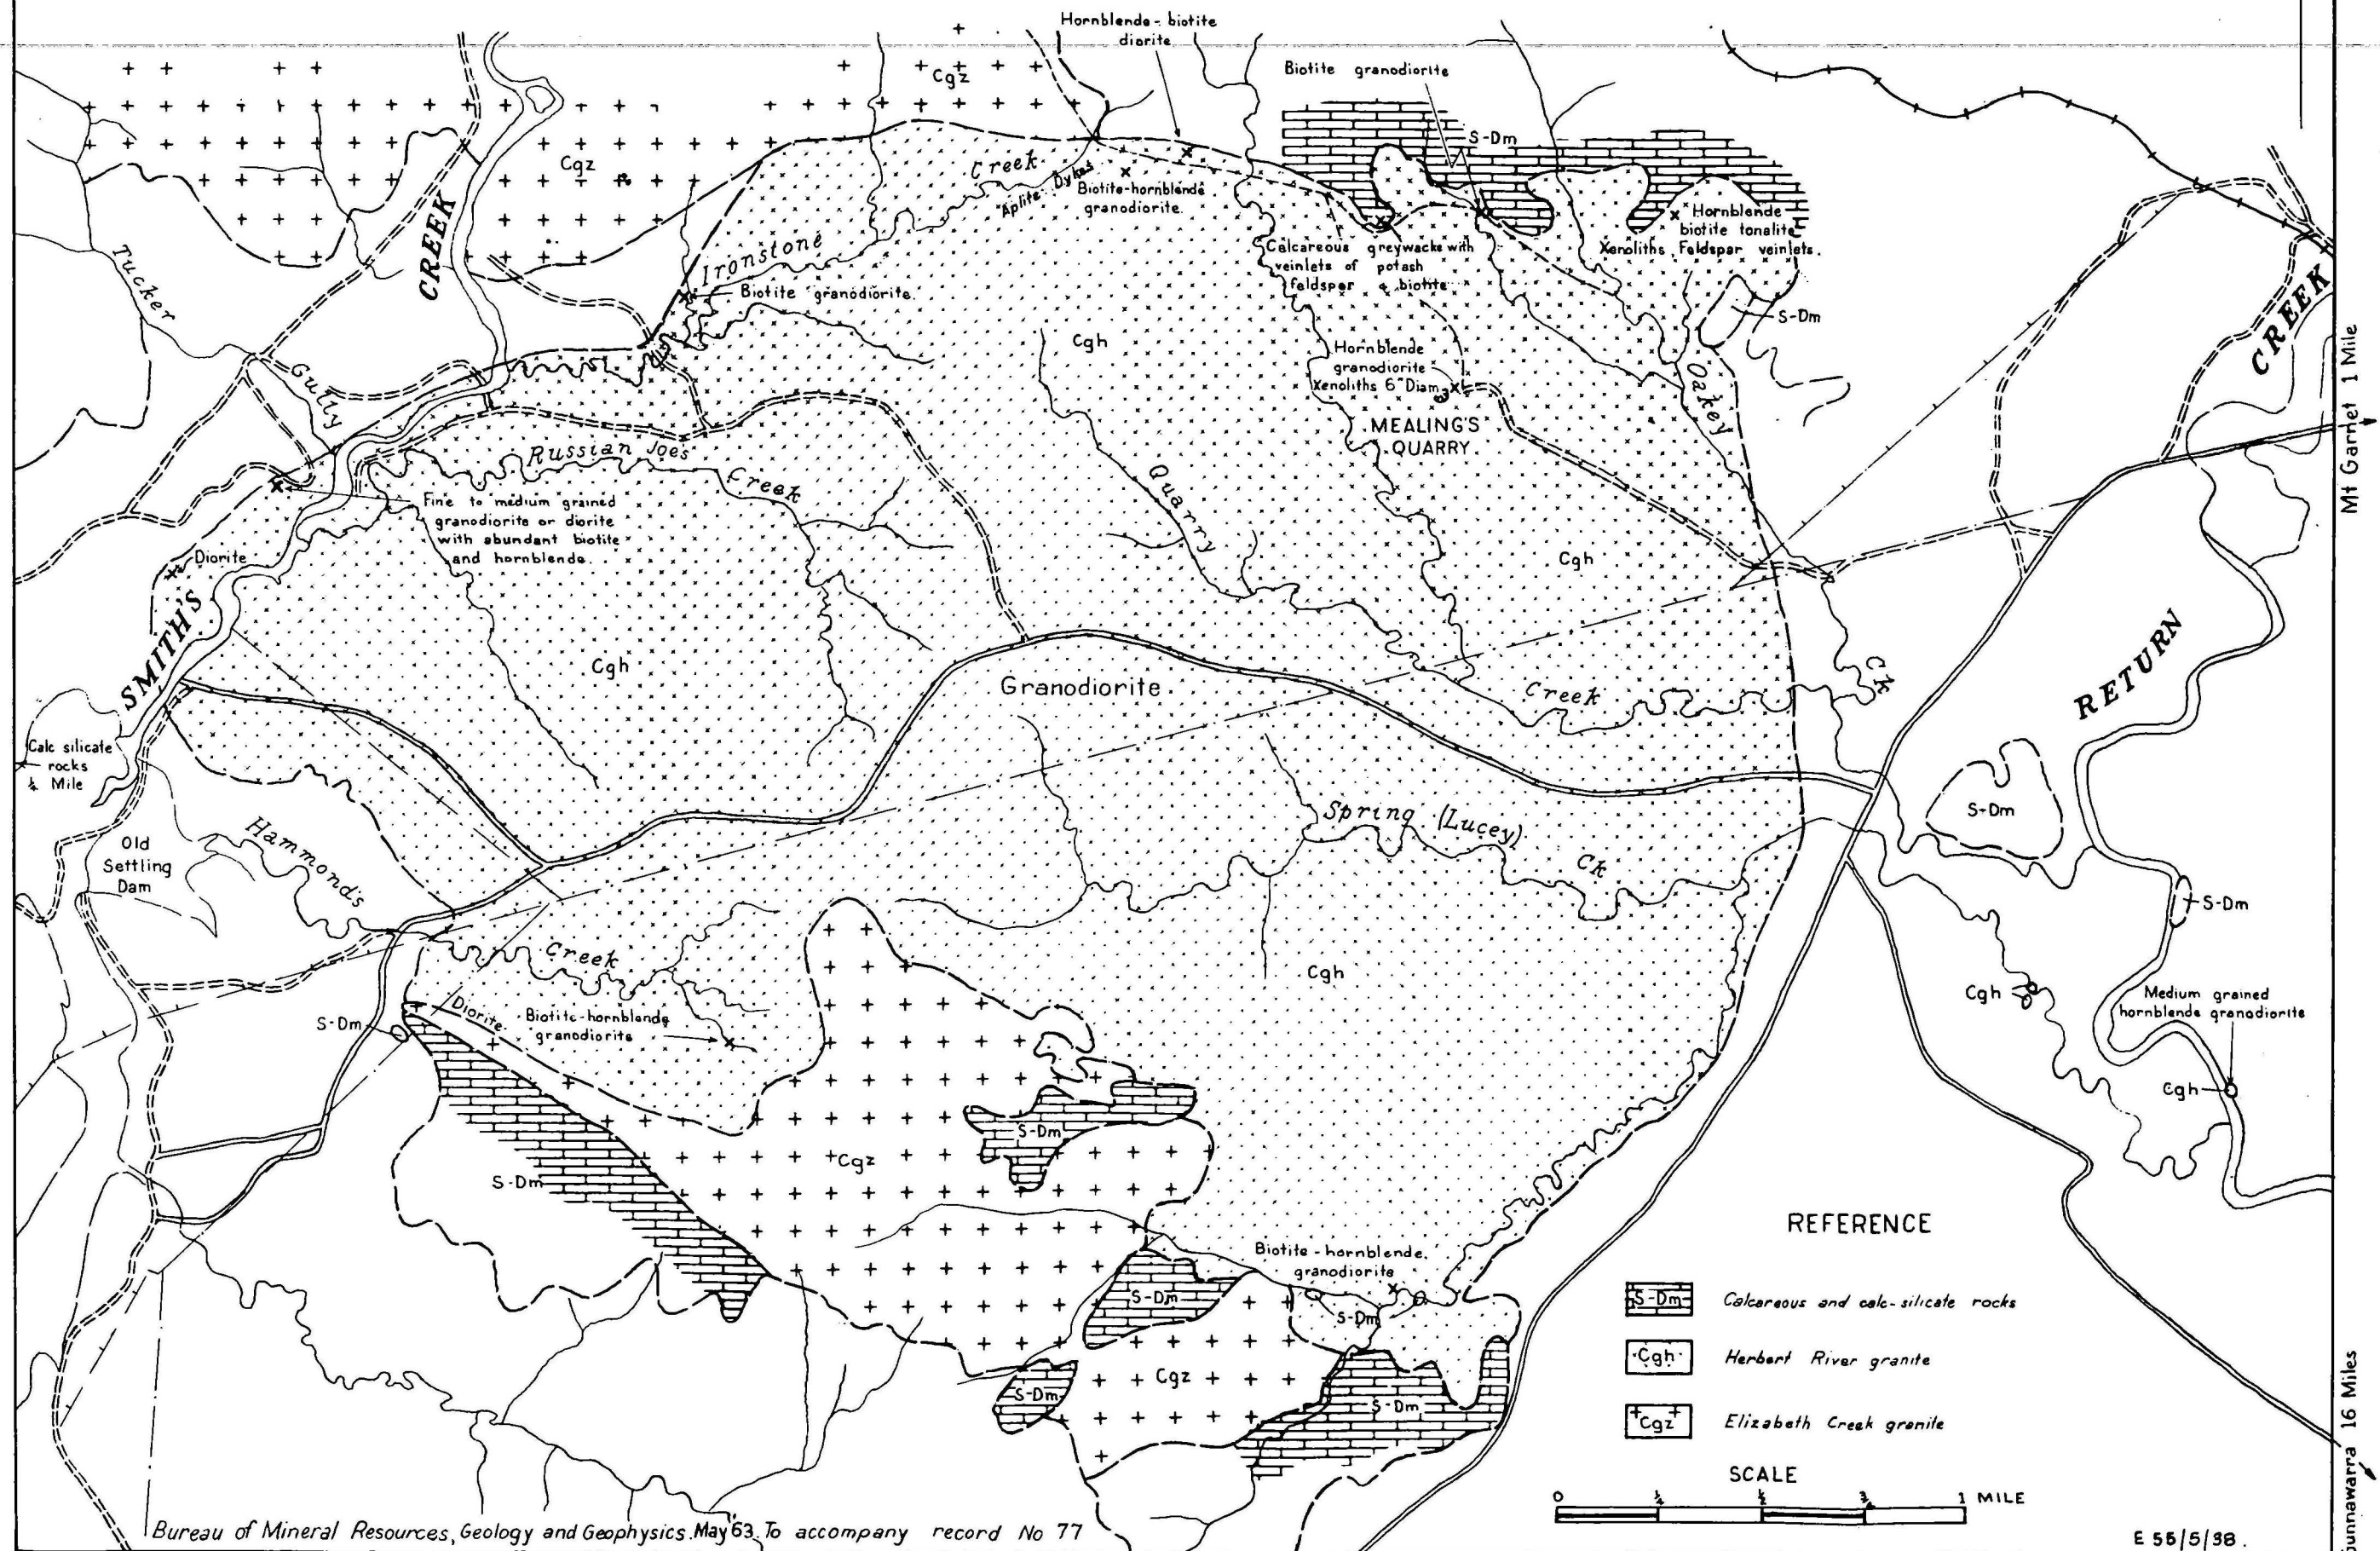 Hornblende - biotite
diorite
Cgz
Biotite granodiorite
S-Dm
Cgz
CREEK
Creek
Aplite Dykes
Biotite-hornblende
granodiorite.
Hornblende
biotite tonalite
Xenoliths, Feldspar veinlets.
Tucker
Ironstone
Calcareous greywacke with
veinlets of potash
feldspar & biotite
Biotite granodiorite.
S-Dm
CREEK
Cgh
Hornblende
granodiorite
Xenoliths 6" Diam
Oakey
Gully
MEALING'S
QUARRY.
Mt Garnet 1 Mile
Russian Joe's
Creek
Quarry
Fine to medium grained
granodiorite or diorite
with abundant biotite
and hornblende.
Diorite
Cgh
SMITH'S
Cgh
Granodiorite
Creek
Ck
RETURN
Calc silicate
rocks
¼ Mile
Hammond's
Spring (Lucey)
Ck
S-Dm
Old
Settling
Dam
S-Dm
Creek
Cgh
Cgh
Medium grained
hornblende granodiorite
Diorite
Biotite-hornblende
granodiorite
S-Dm
Cgh
S-Dm
Cgz
S-Dm
REFERENCE
Biotite - hornblende.
granodiorite
S-Dm
S-Dm
S-Dm Calcareous and calc-silicate rocks
Cgh Herbert River granite
Cgz
S-Dm
S-Dm
Cgz Elizabeth Creek granite
SCALE
0 ¼ ½ ¾ 1 MILE
16 Miles
Bureau of Mineral Resources, Geology and Geophysics. May '63. To accompany record No 77
E 55/5/38.